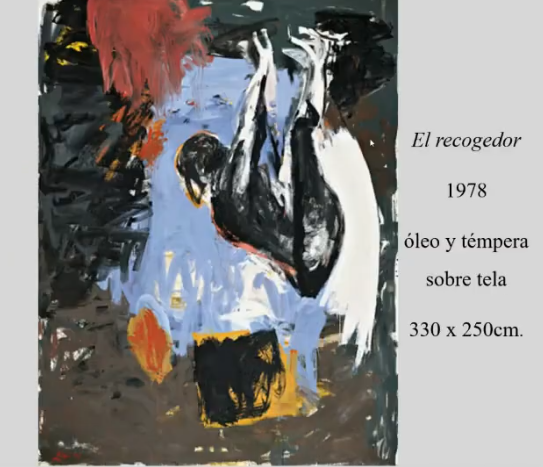 El recogedor
1978
óleo y témpera
sobre tela
330 x 250cm.